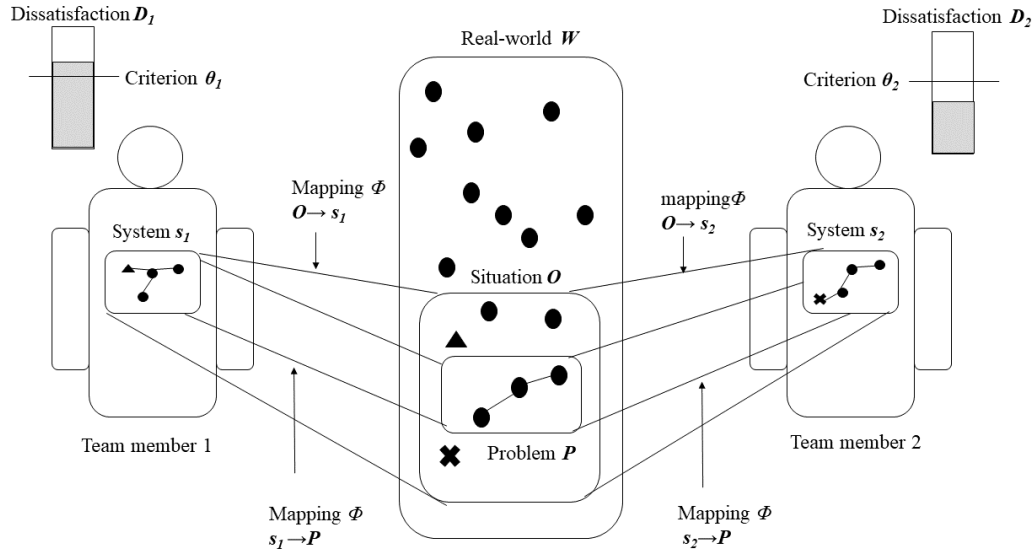 Dissatisfaction D₁
Dissatisfaction D₂
Real-world W
Criterion θ₁
Criterion θ₂
Mapping Φ
O→ s₁
mappingΦ
O→ s₂
System s₁
System s₂
Situation O
Problem P
Team member 1
Team member 2
Mapping Φ
s₁→P
Mapping Φ
s₂→P